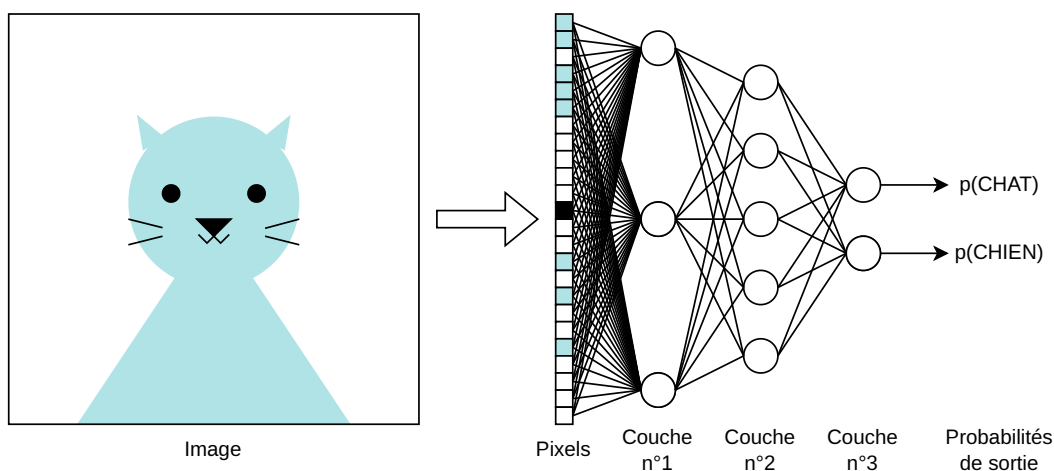 p(CHAT)
p(CHIEN)
Image
Pixels
Couche
n°1
Couche
n°2
Couche
n°3
Probabilités
de sortie